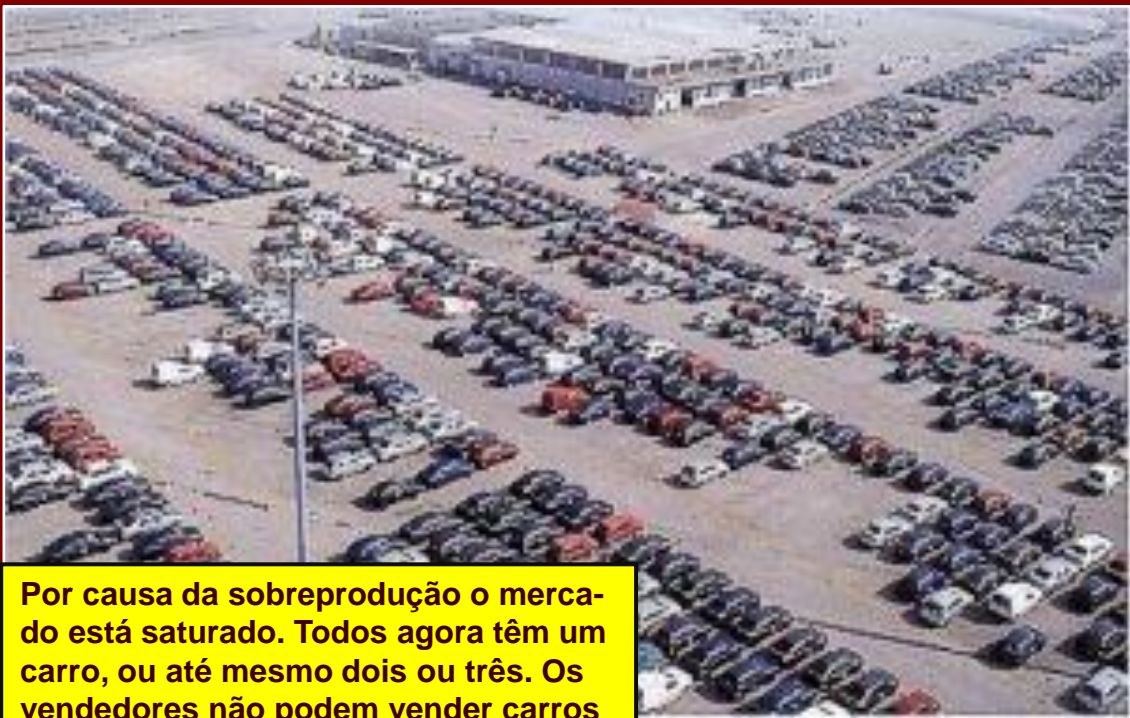 Por causa da sobreprodução o merca-
do está saturado. Todos agora têm um
carro, ou até mesmo dois ou três. Os
vendedores não podem vender carros